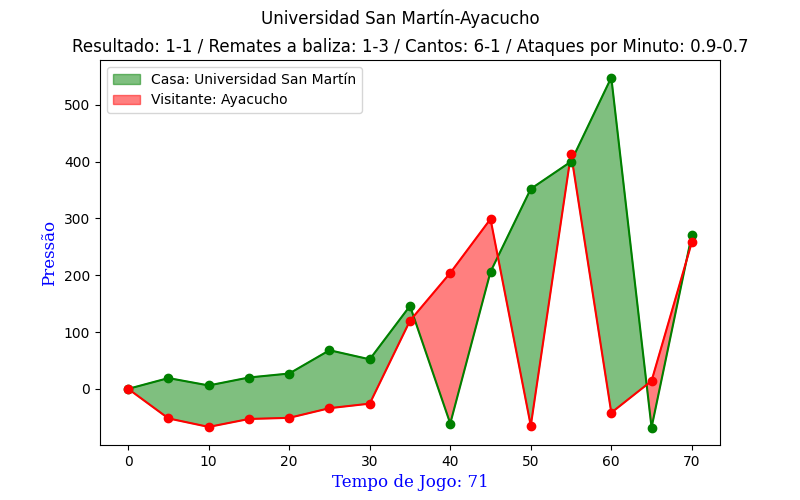 Universidad San Martín-Ayacucho
Resultado: 1-1 / Remates a baliza: 1-3 / Cantos: 6-1 / Ataques por Minuto: 0.9-0.7
Casa: Universidad San Martín
Visitante: Ayacucho
500
400
300
200
100
0
Pressão
0 10 20 30 40 50 60 70
Tempo de Jogo: 71